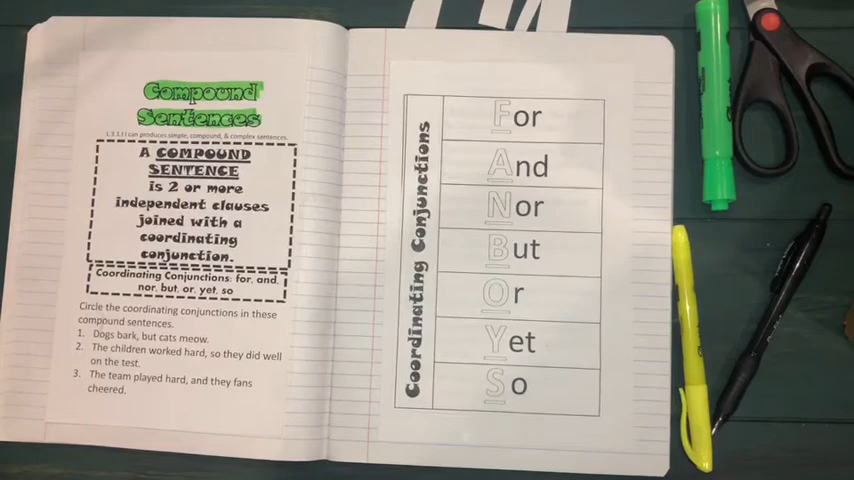 Compound
Sentences
L.3.1.I I can produces simple, compound, & complex sentences.
A COMPOUND
SENTENCE
is 2 or more
independent clauses
joined with a
coordinating
conjunction.
Coordinating Conjunctions: for, and,
nor, but, or, yet, so
Circle the coordinating conjunctions in these
compound sentences.
1. Dogs bark, but cats meow.
2. The children worked hard, so they did well
on the test.
3. The team played hard, and they fans
cheered.
Coordinating Conjunctions
For
And
Nor
But
Or
Yet
So